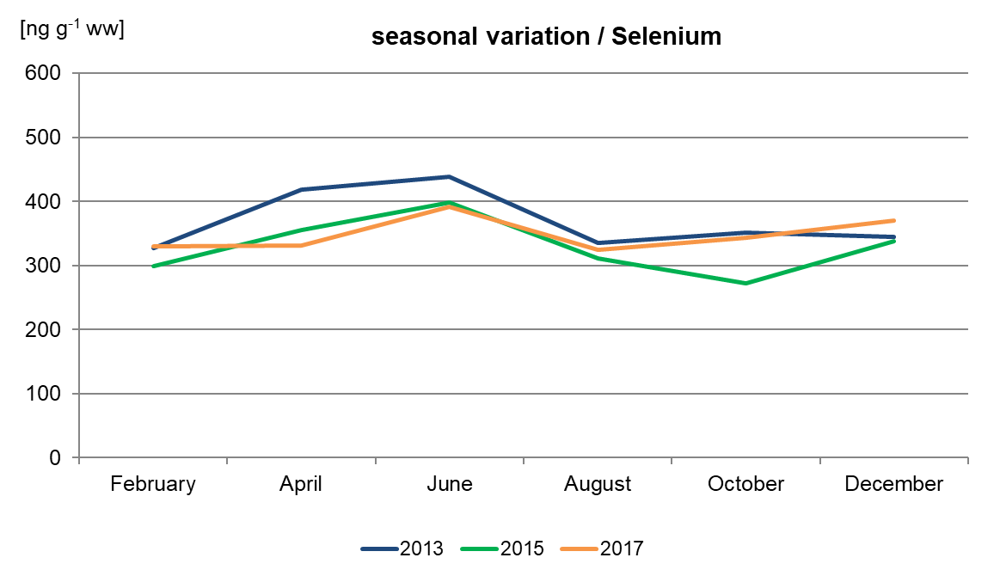 [ng g⁻¹ ww]
seasonal variation / Selenium
600
500
400
300
200
100
0
February April June August October December
2013 2015 2017